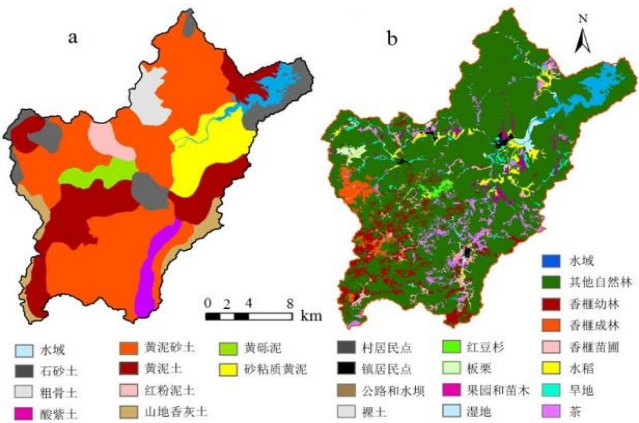 a
b
N
0 2 4 8
km
水域
石砂土
粗骨土
酸紫土
黄泥砂土
黄泥土
红粉泥土
山地香灰土
黄砾泥
砂粘质黄泥
村居民点
镇居民点
公路和水坝
裸土
红豆杉
板栗
果园和苗木
湿地
水域
其他自然林
香榧幼林
香榧成林
香榧苗圃
水稻
旱地
茶